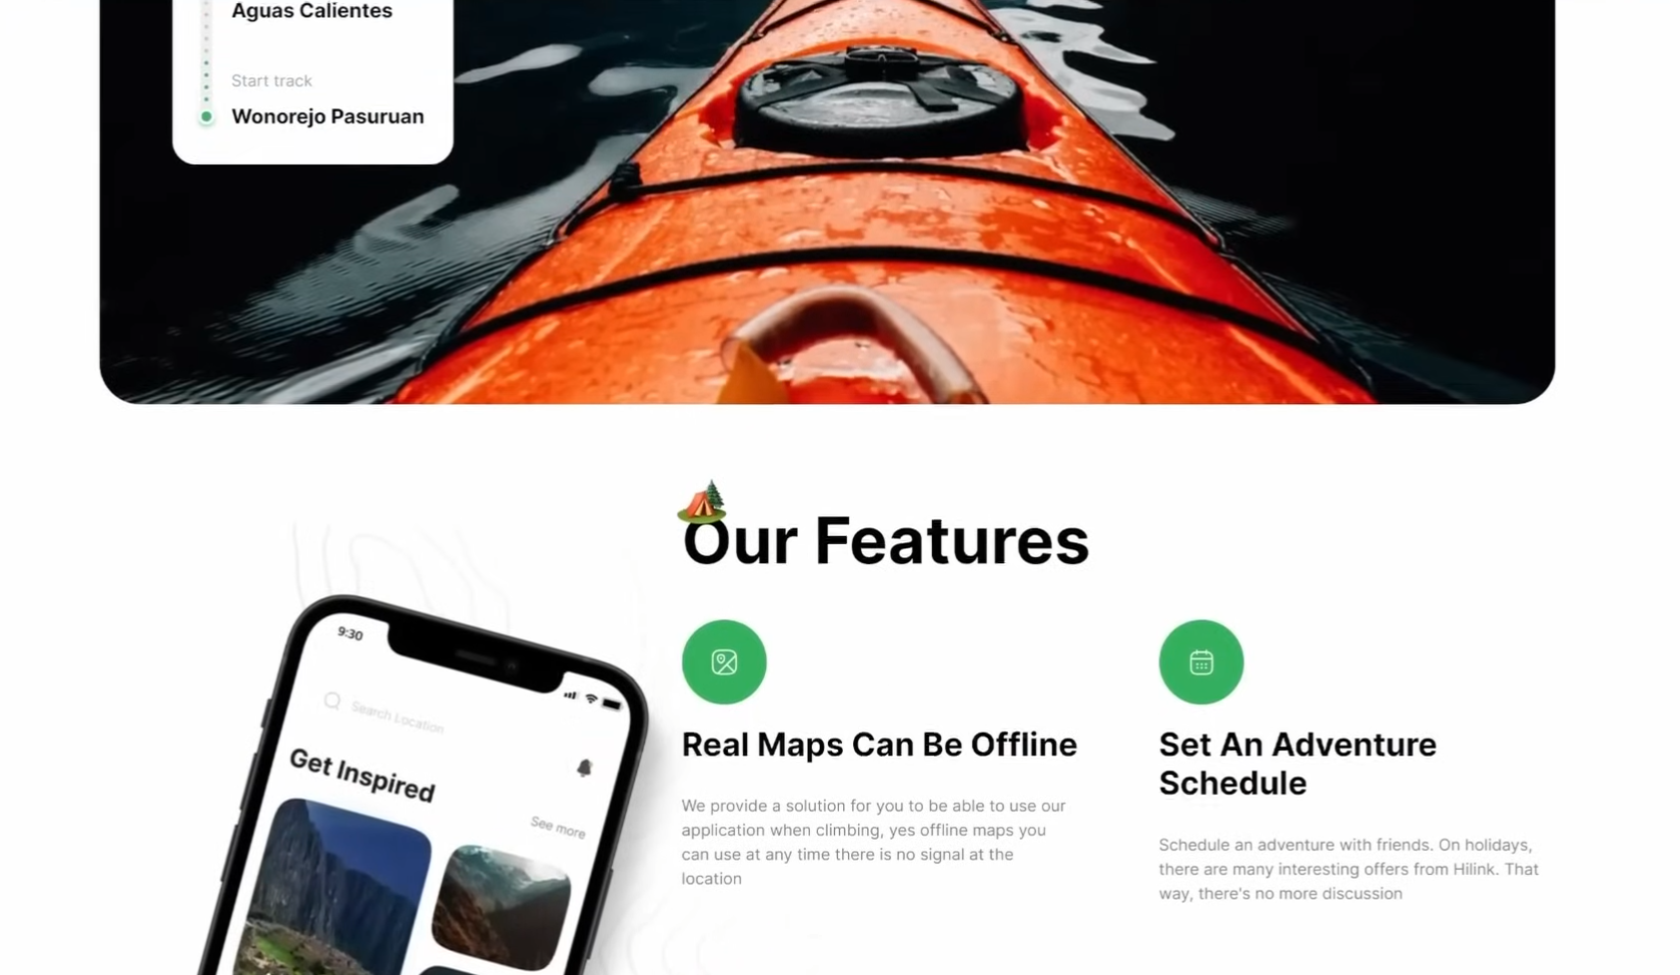 Aguas Calientes
Start track
Wonorejo Pasuruan
Our Features
9:30
Search Location
Get Inspired
See more
Real Maps Can Be Offline
We provide a solution for you to be able to use our
application when climbing, yes offline maps you
can use at any time there is no signal at the
location
Set An Adventure
Schedule
Schedule an adventure with friends. On holidays,
there are many interesting offers from Hilink. That
way, there's no more discussion